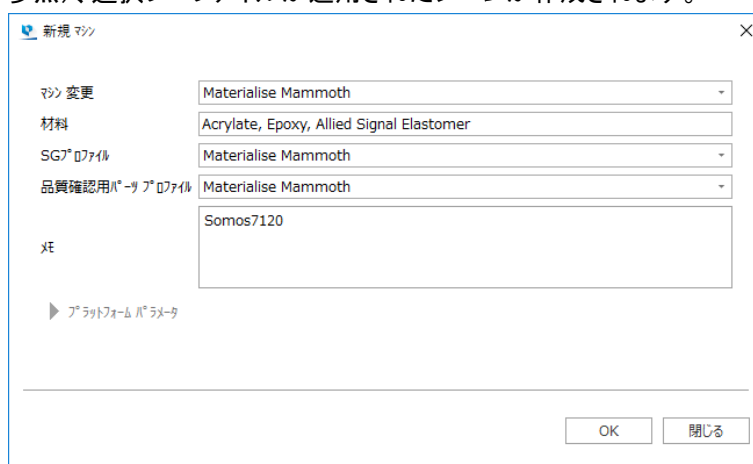 新規 ﾏｼﾝ
ﾏｼﾝ 変更
Materialise Mammoth
材料
Acrylate, Epoxy, Allied Signal Elastomer
SGﾌﾟﾛﾌｧｲﾙ
Materialise Mammoth
品質確認用ﾊﾟｰﾂ ﾌﾟﾛﾌｧｲﾙ
Materialise Mammoth
ﾒﾓ
Somos7120
ﾌﾟﾗｯﾄﾌｫｰﾑ ﾊﾟﾗﾒｰﾀ
OK
閉じる